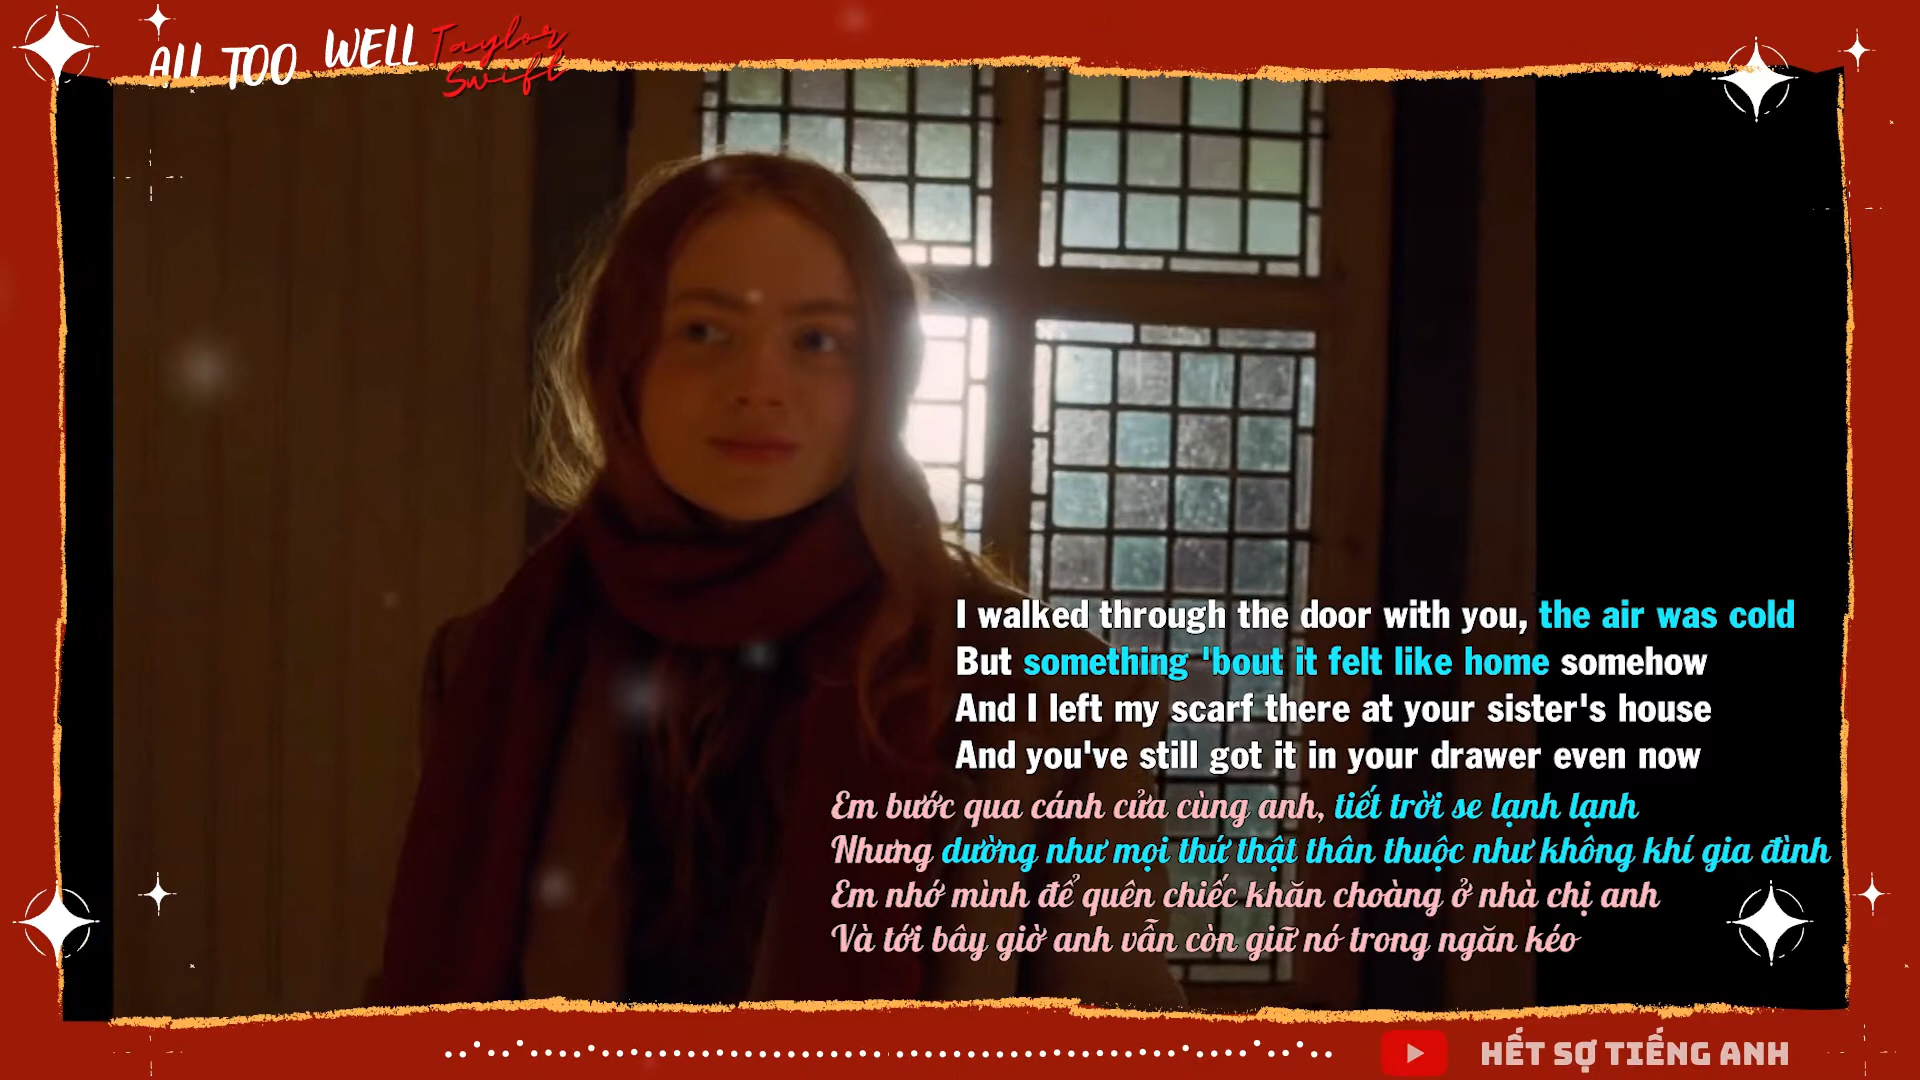 All TOO WELL Taylor
Swift
I walked through the door with you, the air was cold
But something 'bout it felt like home somehow
And I left my scarf there at your sister's house
And you've still got it in your drawer even now
Em bước qua cánh cửa cùng anh, tiết trời se lạnh lạnh
Nhưng dường như mọi thứ thật thân thuộc như không khí gia đình
Em nhớ mình để quên chiếc khăn choàng ở nhà chị anh
Và tới bây giờ anh vẫn còn giữ nó trong ngăn kéo
HẾT SỢ TIẾNG ANH